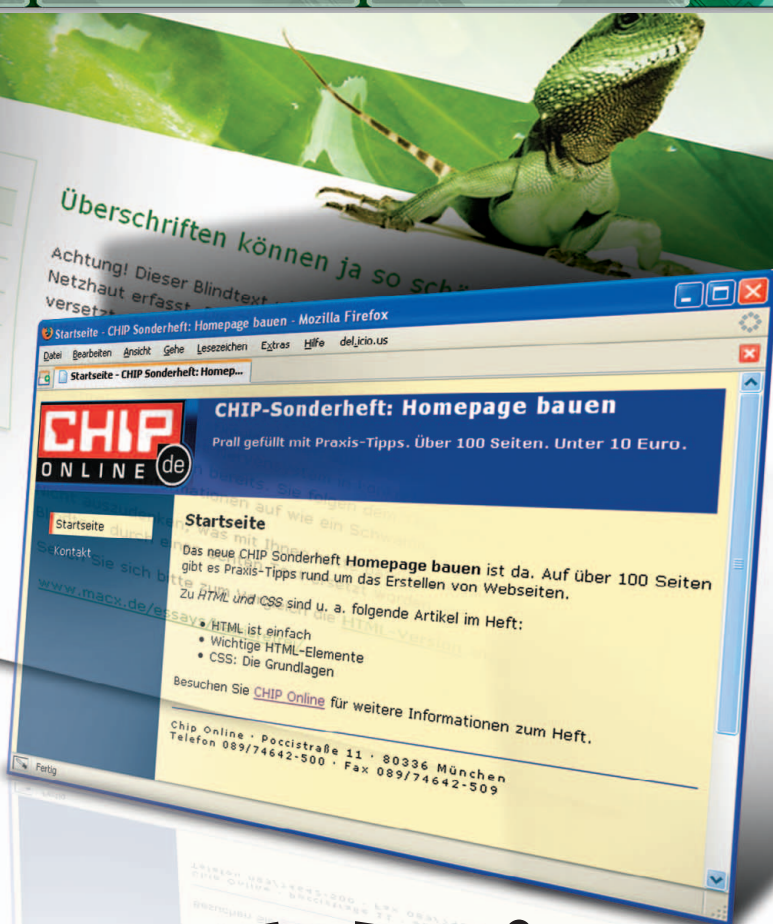 Überschriften können ja so
Achtung! Dieser Blindtext
Netzhaut erfasst.
versetzt
Startseite - CHIP Sonderheft: Homepage bauen - Mozilla Firefox
Datei Bearbeiten Ansicht Gehe Lesezeichen Extras Hilfe del.icio.us
Startseite - CHIP Sonderheft: Homep...
CHIP
ONLINE de
CHIP-Sonderheft: Homepage bauen
Prall gefüllt mit Praxis-Tipps. Über 100 Seiten. Unter 10 Euro.
Startseite
Kontakt
Startseite
Das neue CHIP Sonderheft Homepage bauen ist da. Auf über 100 Seiten
gibt es Praxis-Tipps rund um das Erstellen von Webseiten.
Zu HTML und CSS sind u. a. folgende Artikel im Heft:
• HTML ist einfach
• Wichtige HTML-Elemente
• CSS: Die Grundlagen
Besuchen Sie CHIP Online für weitere Informationen zum Heft.
Chip Online · Poccistraße 11 · 80336 München
Telefon 089/74642-500 · Fax 089/74642-509
Fertig